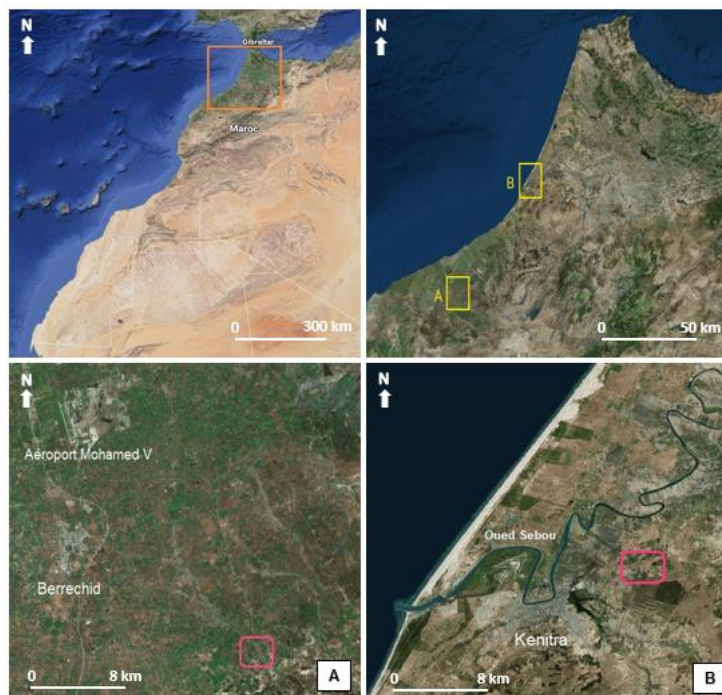 N
Gibraltar
Maroc
0 300 km
N
B
A
0 50 km
N
Aéroport Mohamed V
Berrechid
0 8 km
A
N
Oued Sebou
Kenitra
0 8 km
B